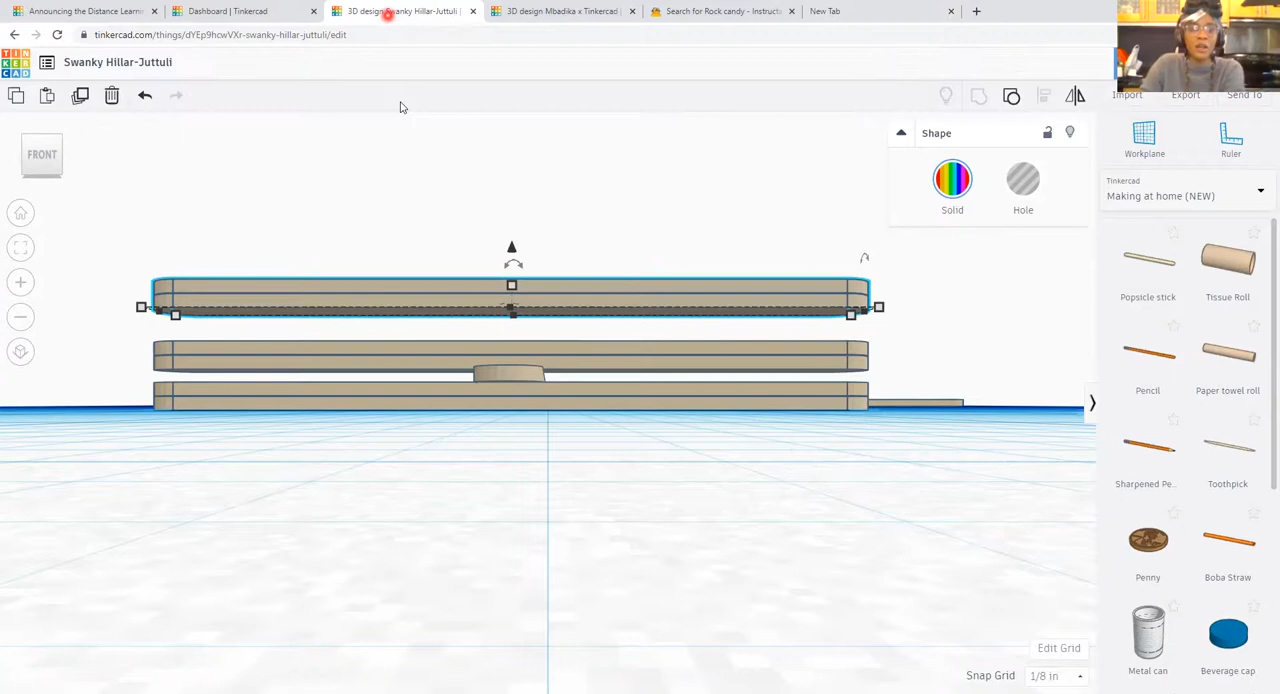 Announcing the Distance Learni
Dashboard | Tinkercad
3D design Swanky Hillar-Juttuli |
3D design Mbadika x Tinkercad |
Search for Rock candy - Instructa
New Tab
tinkercad.com/things/dYEp9hcwVXr-swanky-hillar-juttuli/edit
TIN
KER
CAD
Swanky Hillar-Juttuli
Import
Export
Send To
FRONT
Shape
Solid
Hole
Workplane
Ruler
Tinkercad
Making at home (NEW)
Popsicle stick
Tissue Roll
Pencil
Paper towel roll
Sharpened Pe...
Toothpick
Penny
Boba Straw
Metal can
Beverage cap
Edit Grid
Snap Grid
1/8 in